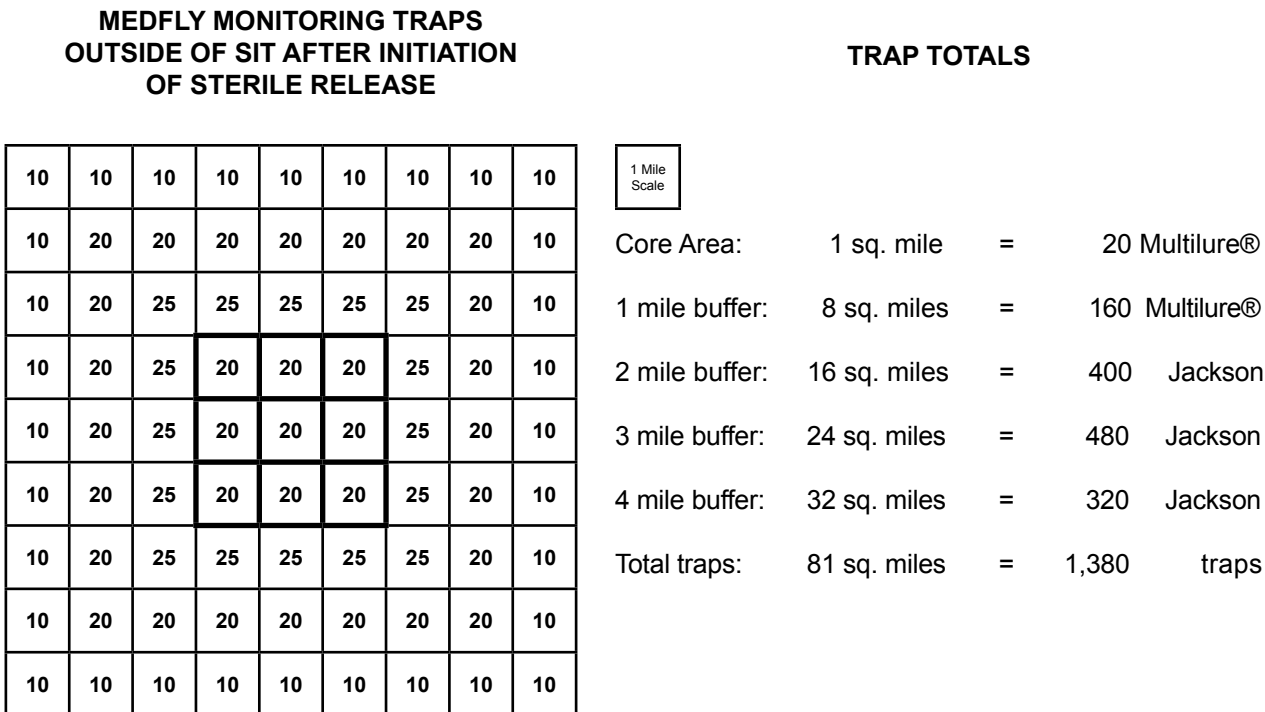 MEDFLY MONITORING TRAPS
OUTSIDE OF SIT AFTER INITIATION
OF STERILE RELEASE
10 10 10 10 10 10 10 10 10
10 20 20 20 20 20 20 20 10
10 20 25 25 25 25 25 20 10
10 20 25 20 20 20 25 20 10
10 20 25 20 20 20 25 20 10
10 20 25 20 20 20 25 20 10
10 20 25 25 25 25 25 20 10
10 20 20 20 20 20 20 20 10
10 10 10 10 10 10 10 10 10
TRAP TOTALS
1 Mile
Scale
Core Area: 1 sq. mile = 20 Multilure®
1 mile buffer: 8 sq. miles = 160 Multilure®
2 mile buffer: 16 sq. miles = 400 Jackson
3 mile buffer: 24 sq. miles = 480 Jackson
4 mile buffer: 32 sq. miles = 320 Jackson
Total traps: 81 sq. miles = 1,380 traps